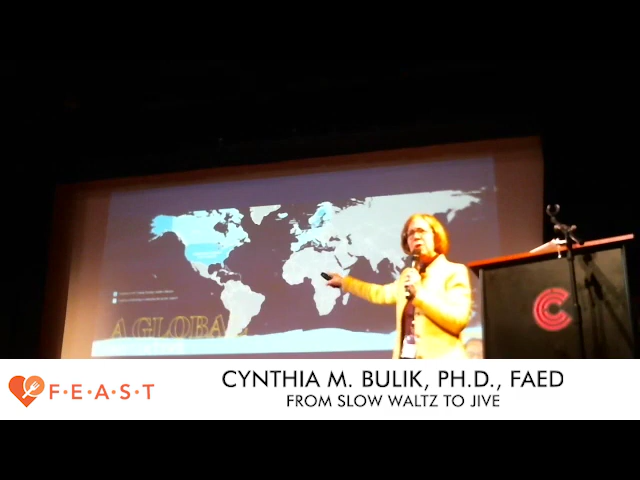 A GLOBA
F·E·A·S·T
CYNTHIA M. BULIK, PH.D., FAED
FROM SLOW WALTZ TO JIVE